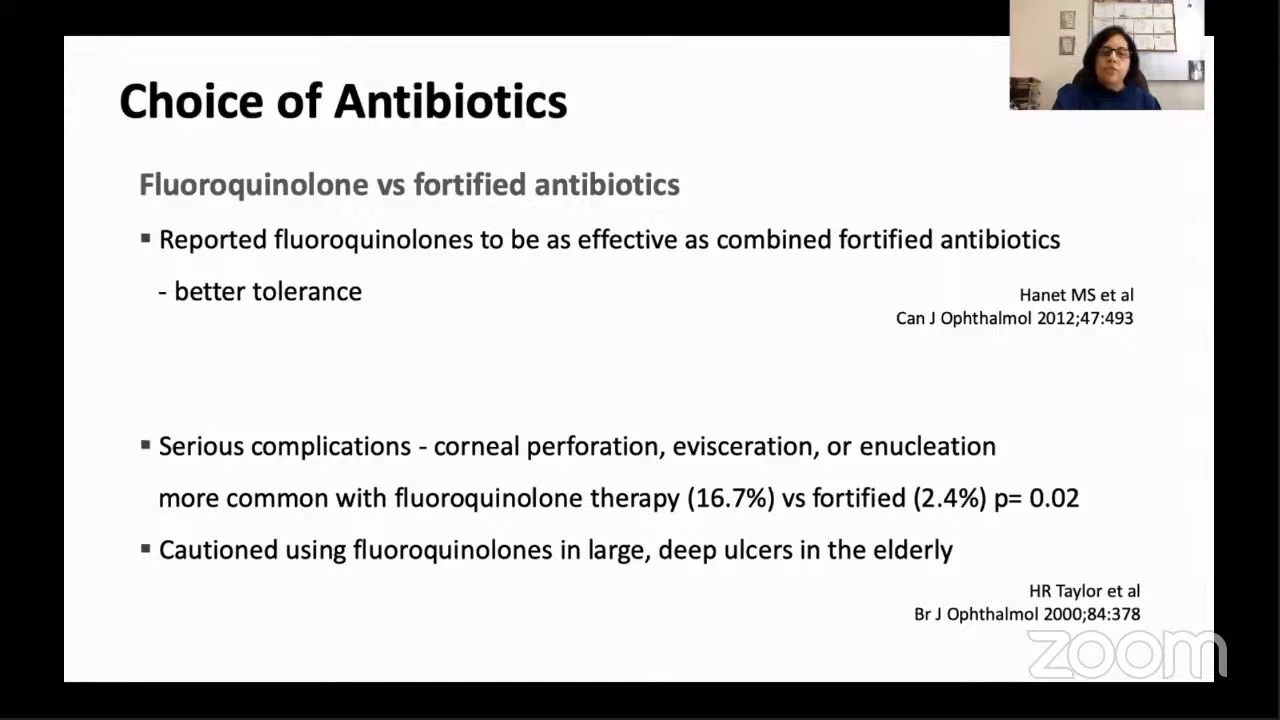 Choice of Antibiotics
Fluoroquinolone vs fortified antibiotics
▪ Reported fluoroquinolones to be as effective as combined fortified antibiotics
- better tolerance
Hanet MS et al
Can J Ophthalmol 2012;47:493
▪ Serious complications - corneal perforation, evisceration, or enucleation
more common with fluoroquinolone therapy (16.7%) vs fortified (2.4%) p= 0.02
▪ Cautioned using fluoroquinolones in large, deep ulcers in the elderly
HR Taylor et al
Br J Ophthalmol 2000;84:378
zoom